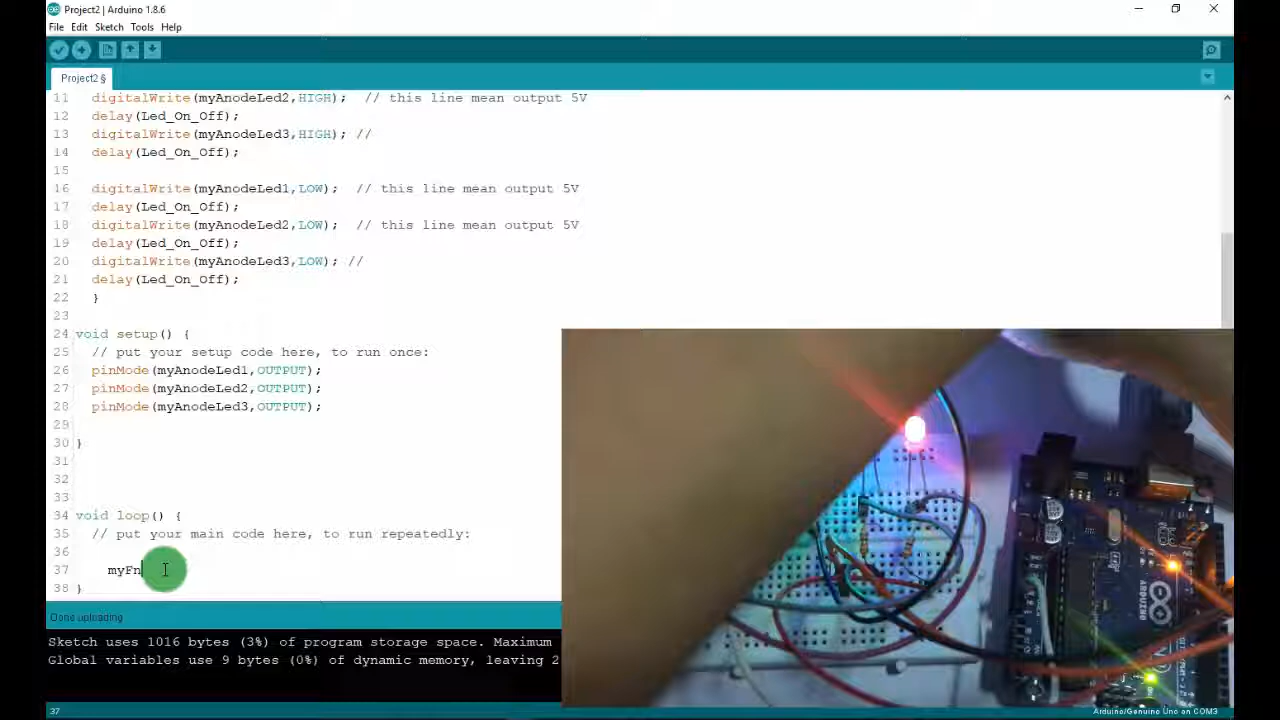 Project2 | Arduino 1.8.6
File Edit Sketch Tools Help
Project2 §
11 digitalWrite(myAnodeLed2,HIGH); // this line mean output 5V
12 delay(Led_On_Off);
13 digitalWrite(myAnodeLed3,HIGH); //
14 delay(Led_On_Off);
15
16 digitalWrite(myAnodeLed1,LOW); // this line mean output 5V
17 delay(Led_On_Off);
18 digitalWrite(myAnodeLed2,LOW); // this line mean output 5V
19 delay(Led_On_Off);
20 digitalWrite(myAnodeLed3,LOW); //
21 delay(Led_On_Off);
22 }
23
24 void setup() {
25 // put your setup code here, to run once:
26 pinMode(myAnodeLed1,OUTPUT);
27 pinMode(myAnodeLed2,OUTPUT);
28 pinMode(myAnodeLed3,OUTPUT);
29
30 }
31
32
33
34 void loop() {
35 // put your main code here, to run repeatedly:
36
37 myFn
38 }
Done uploading
Sketch uses 1016 bytes (3%) of program storage space. Maximum
Global variables use 9 bytes (0%) of dynamic memory, leaving 2
37
Arduino/Genuino Uno on COM3